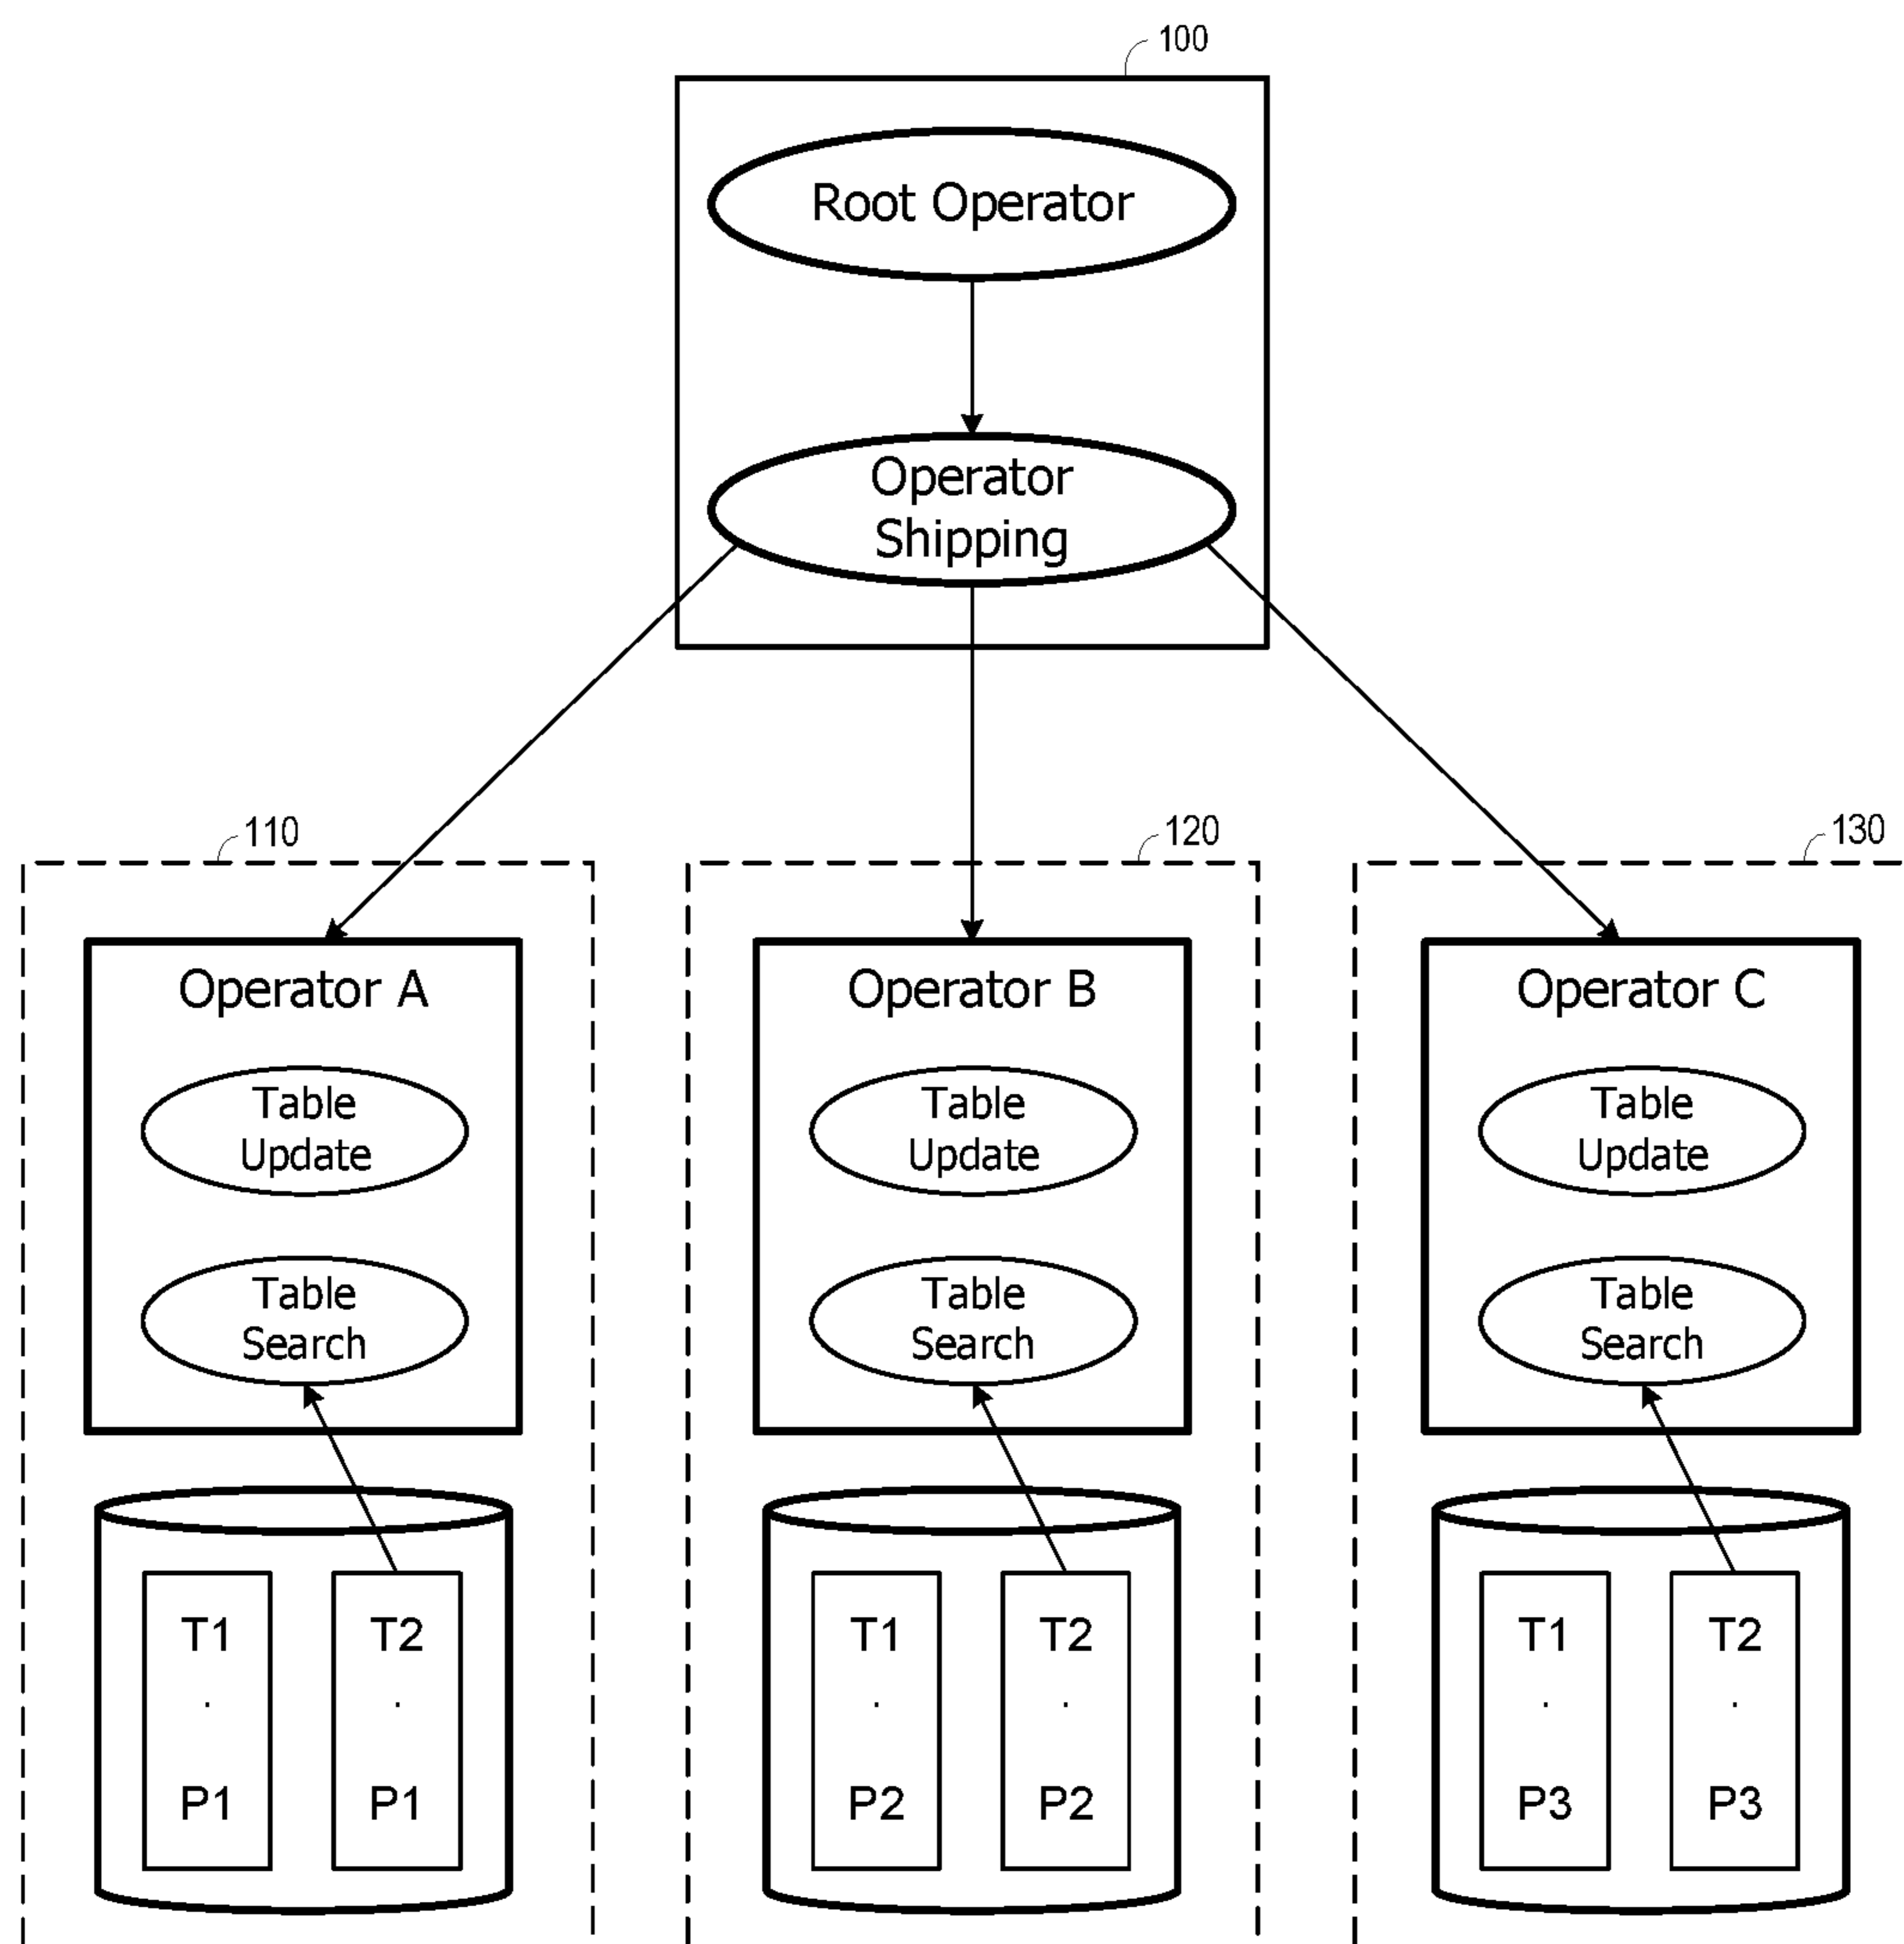 100
Root Operator
Operator
Shipping
110
120
130
Operator A
Table
Update
Table
Search
Operator B
Table
Update
Table
Search
Operator C
Table
Update
Table
Search
T1
.
P1
T2
.
P1
T1
.
P2
T2
.
P2
T1
.
P3
T2
.
P3